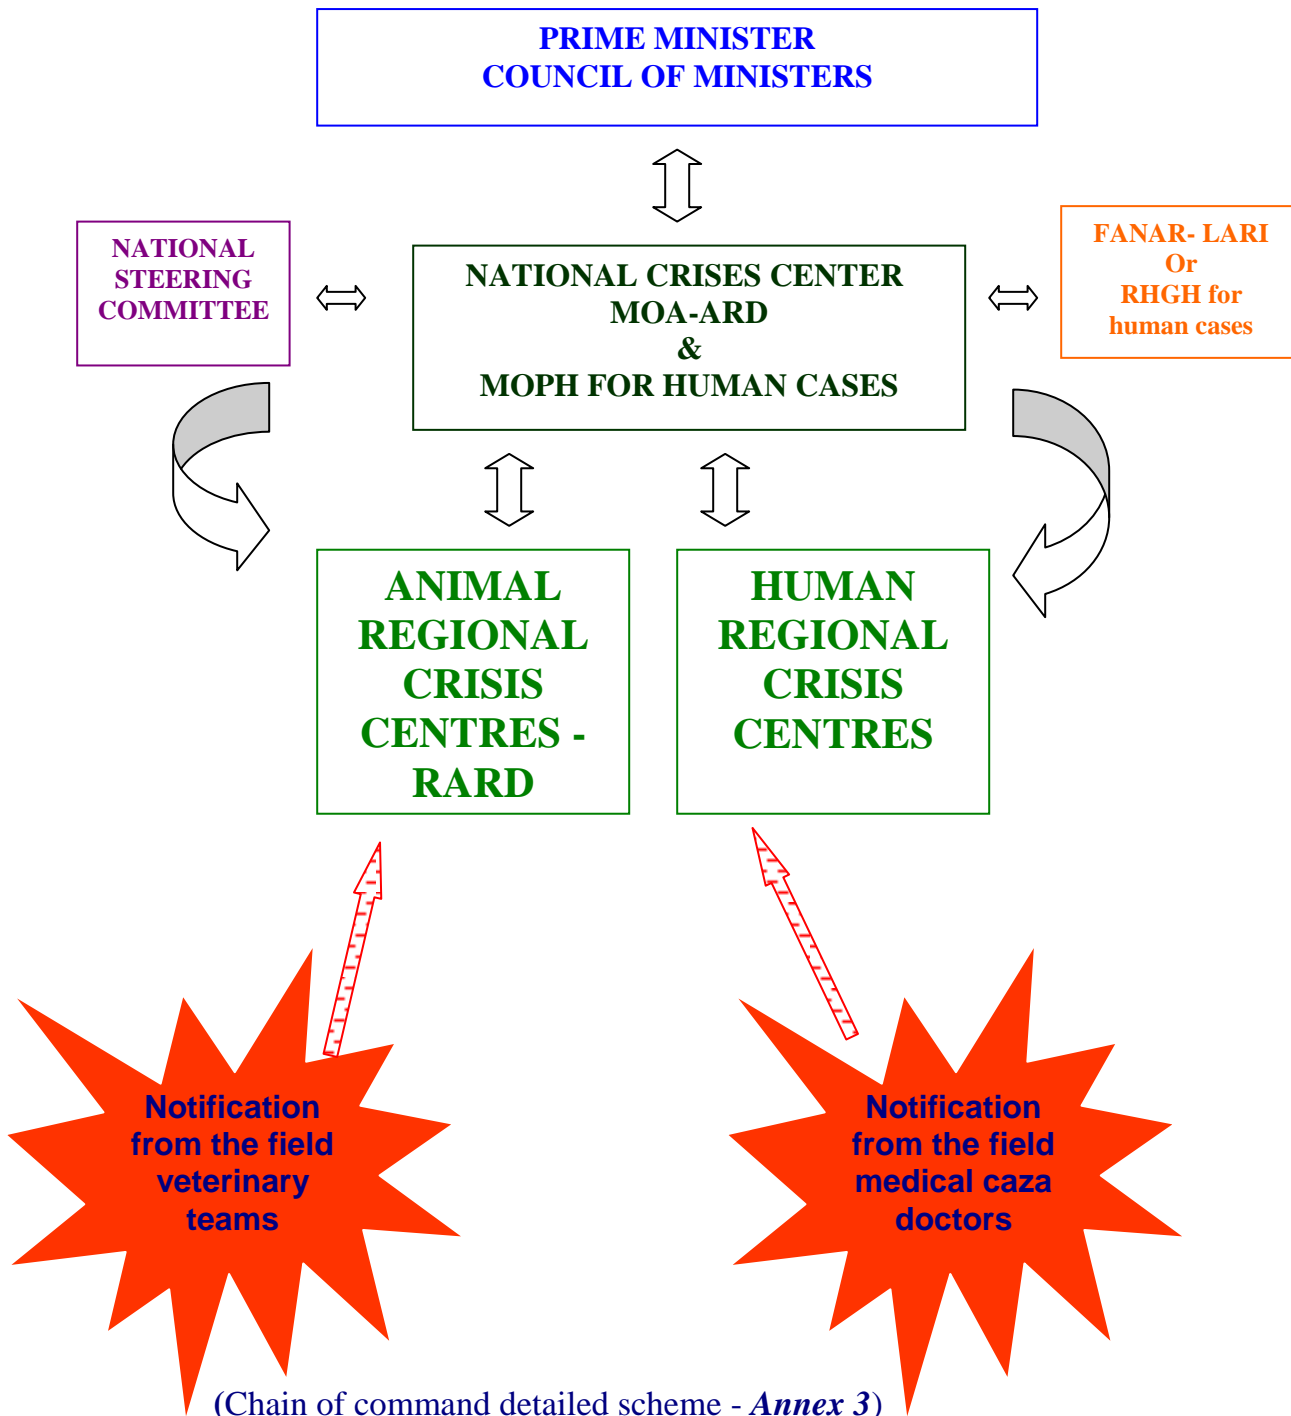 PRIME MINISTER
COUNCIL OF MINISTERS
NATIONAL
STEERING
COMMITTEE
NATIONAL CRISES CENTER
MOA-ARD
&
MOPH FOR HUMAN CASES
FANAR- LARI
Or
RHGH for
human cases
ANIMAL
REGIONAL
CRISIS
CENTRES -
RARD
HUMAN
REGIONAL
CRISIS
CENTRES
Notification
from the field
veterinary
teams
Notification
from the field
medical caza
doctors
(Chain of command detailed scheme - Annex 3)